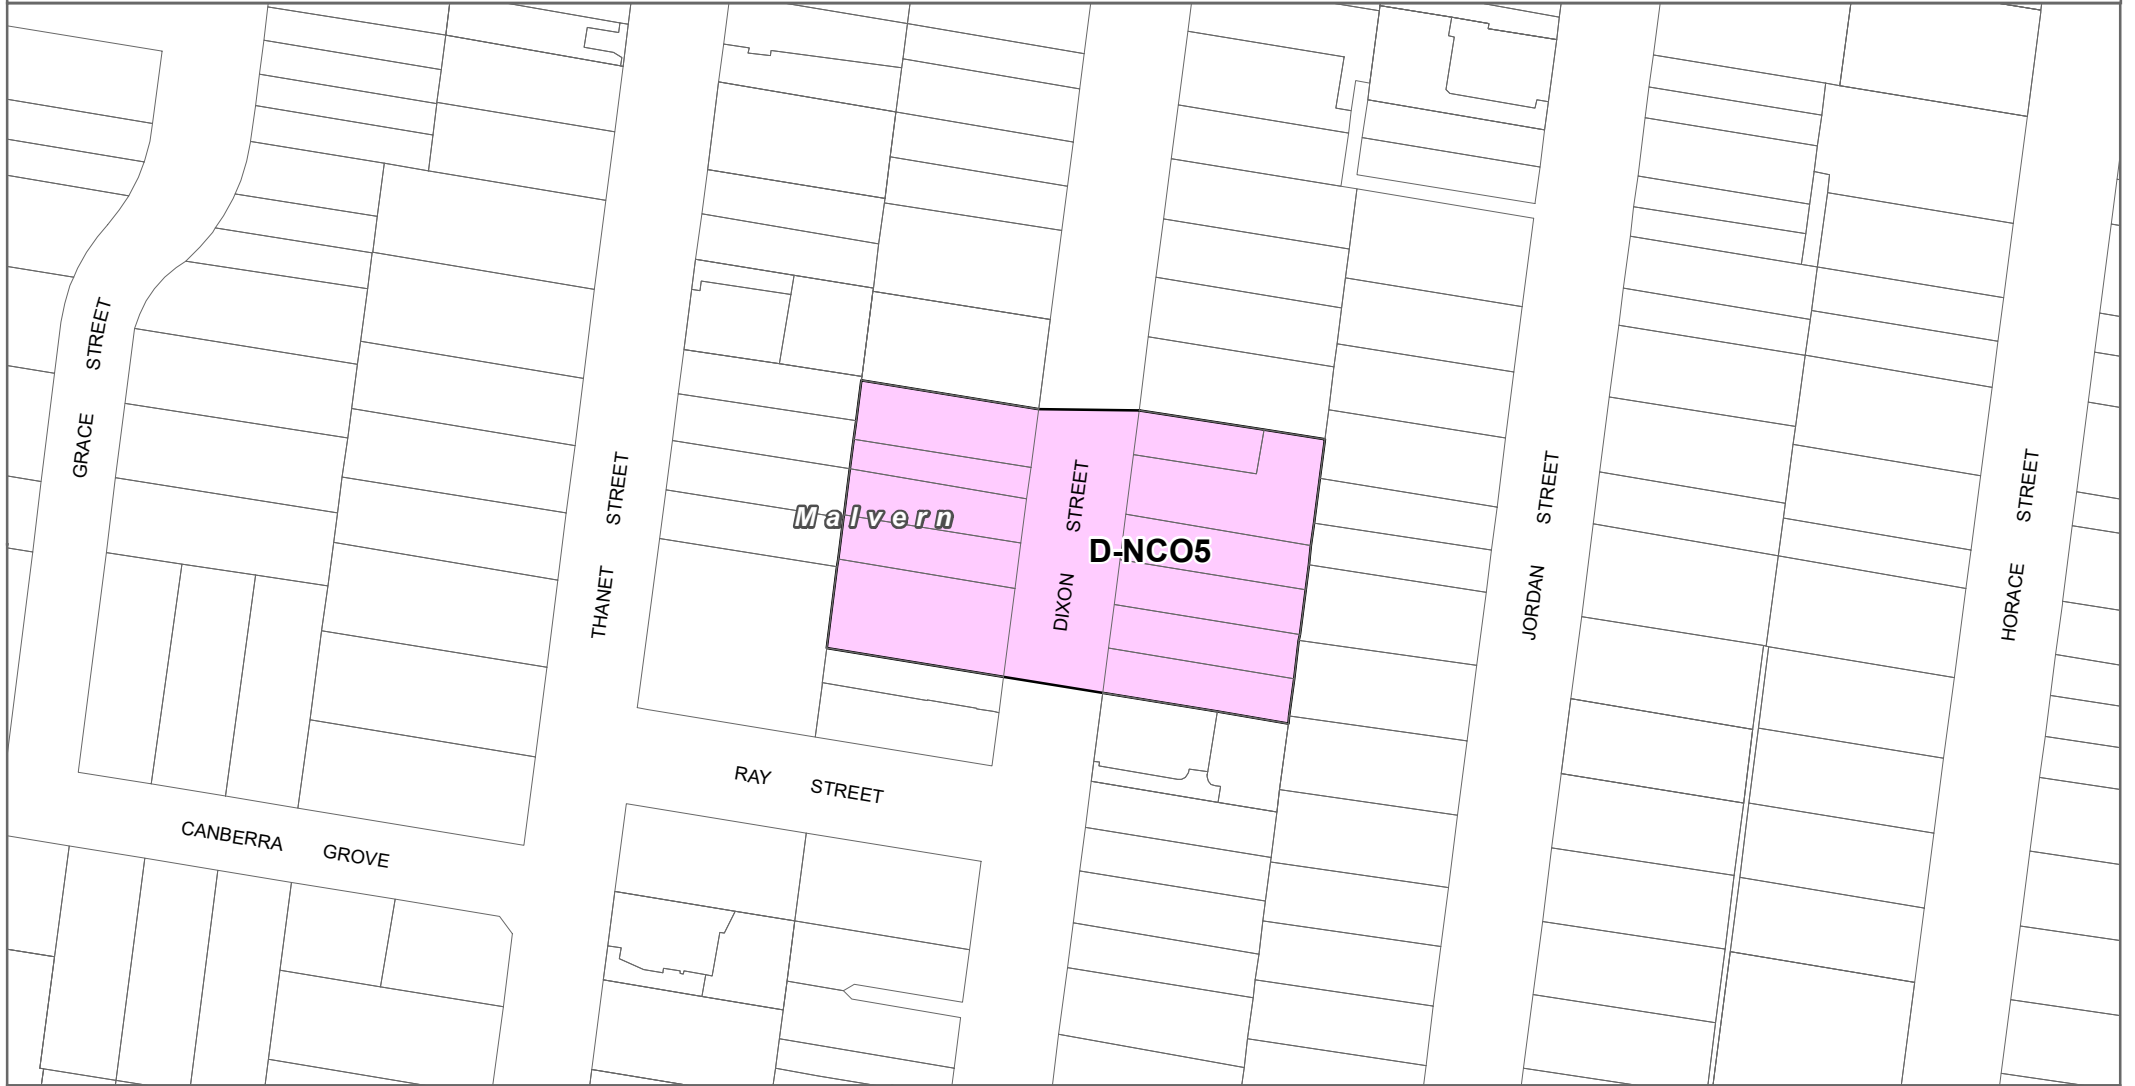 GRACE STREET
THANET STREET
Malvern
DIXON STREET
D-NCO5
JORDAN STREET
HORACE STREET
RAY STREET
CANBERRA GROVE